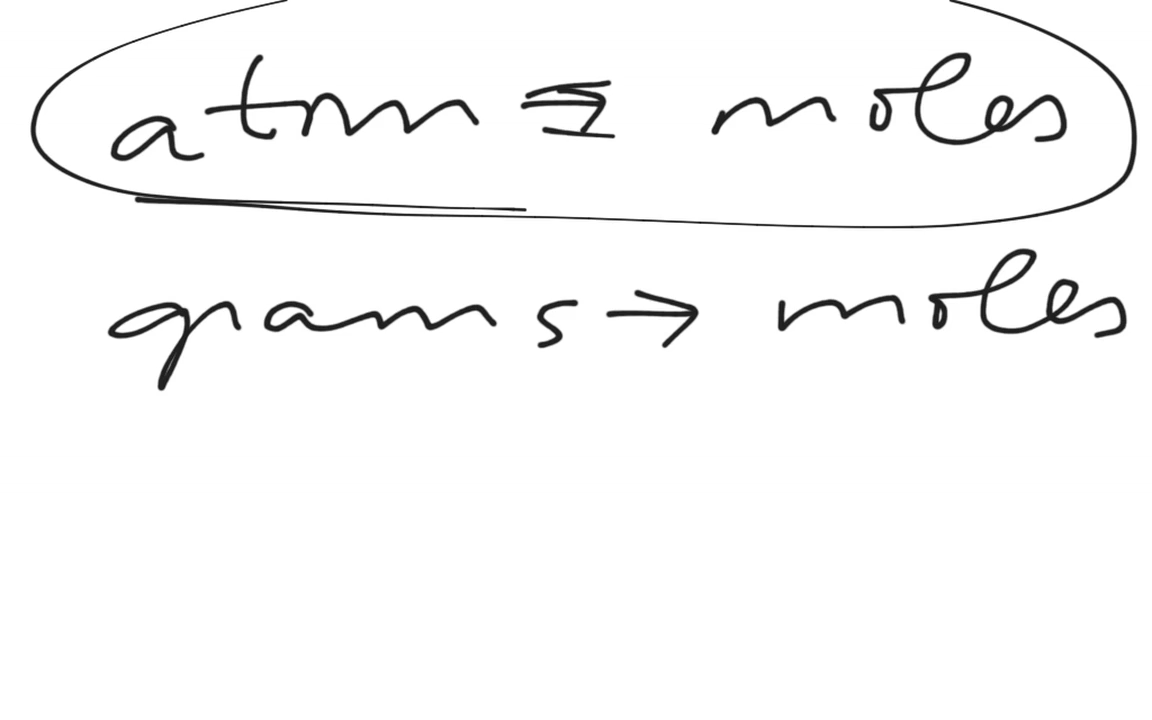 atm ⇌ moles
grams → moles